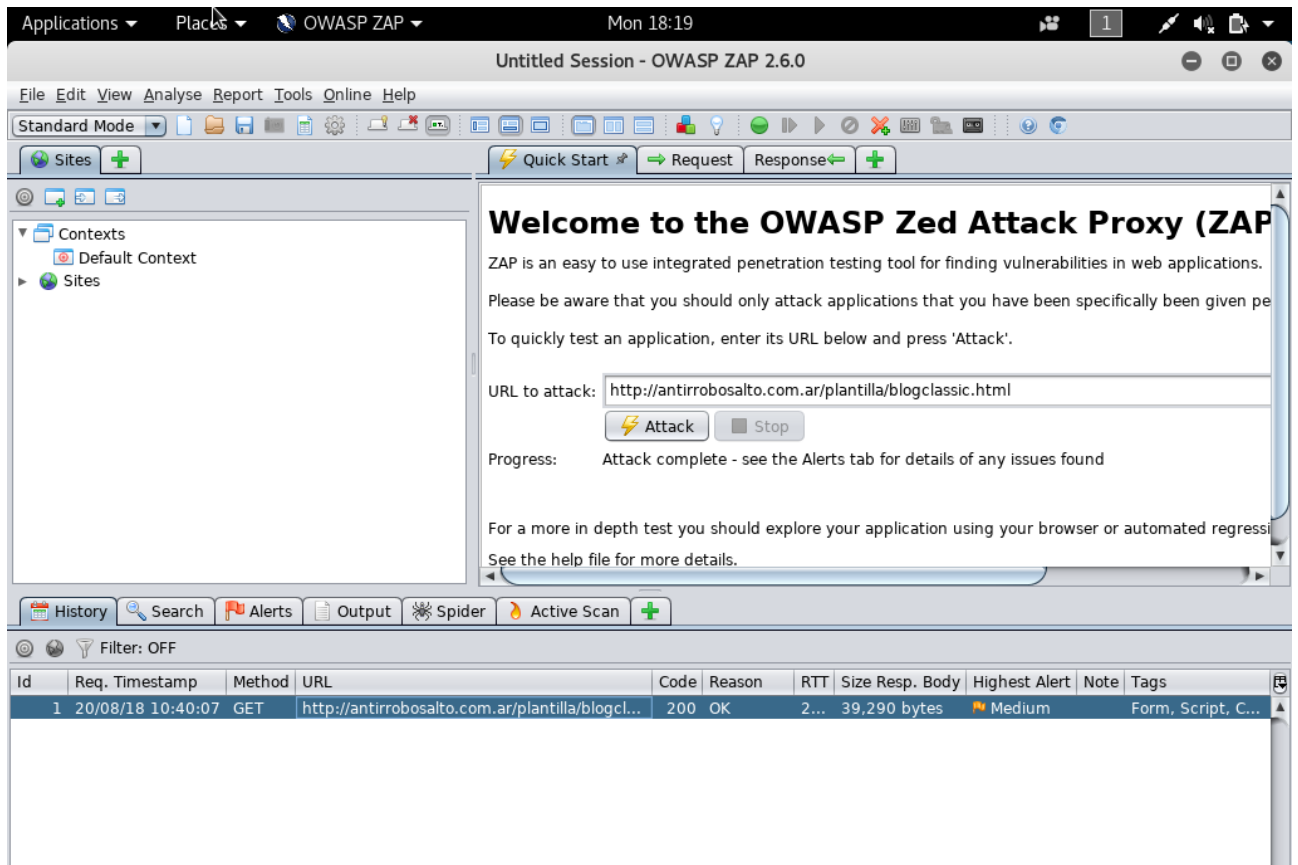 Applications Places OWASP ZAP Mon 18:19 1
Untitled Session - OWASP ZAP 2.6.0
File Edit View Analyse Report Tools Online Help
Standard Mode
Sites
Quick Start Request Response
Contexts
Default Context
Sites
Welcome to the OWASP Zed Attack Proxy (ZAP
ZAP is an easy to use integrated penetration testing tool for finding vulnerabilities in web applications.
Please be aware that you should only attack applications that you have been specifically been given pe
To quickly test an application, enter its URL below and press 'Attack'.
URL to attack: http://antirrobosalto.com.ar/plantilla/blogclassic.html
Attack Stop
Progress: Attack complete - see the Alerts tab for details of any issues found
For a more in depth test you should explore your application using your browser or automated regressi
See the help file for more details.
History Search Alerts Output Spider Active Scan
Filter: OFF
Id Req. Timestamp Method URL Code Reason RTT Size Resp. Body Highest Alert Note Tags
1 20/08/18 10:40:07 GET http://antirrobosalto.com.ar/plantilla/blogcl... 200 OK 2... 39,290 bytes Medium Form, Script, C...